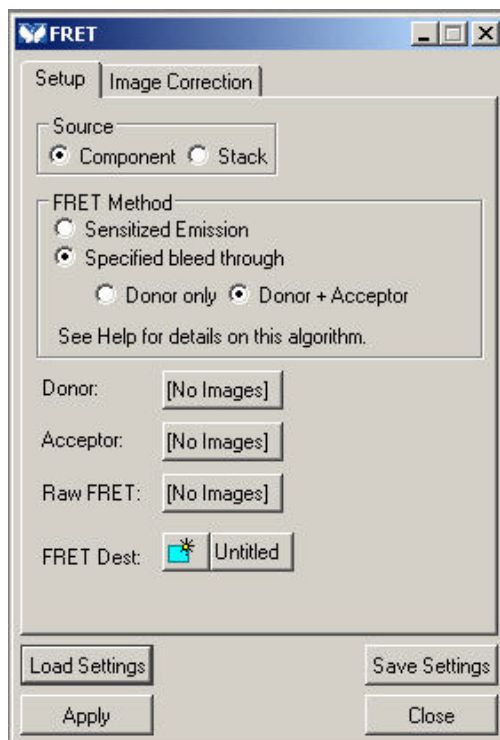 FRET
Setup Image Correction
Source
Component Stack
FRET Method
Sensitized Emission
Specified bleed through
Donor only Donor + Acceptor
See Help for details on this algorithm.
Donor: [No Images]
Acceptor: [No Images]
Raw FRET: [No Images]
FRET Dest: Untitled
Load Settings Save Settings
Apply Close